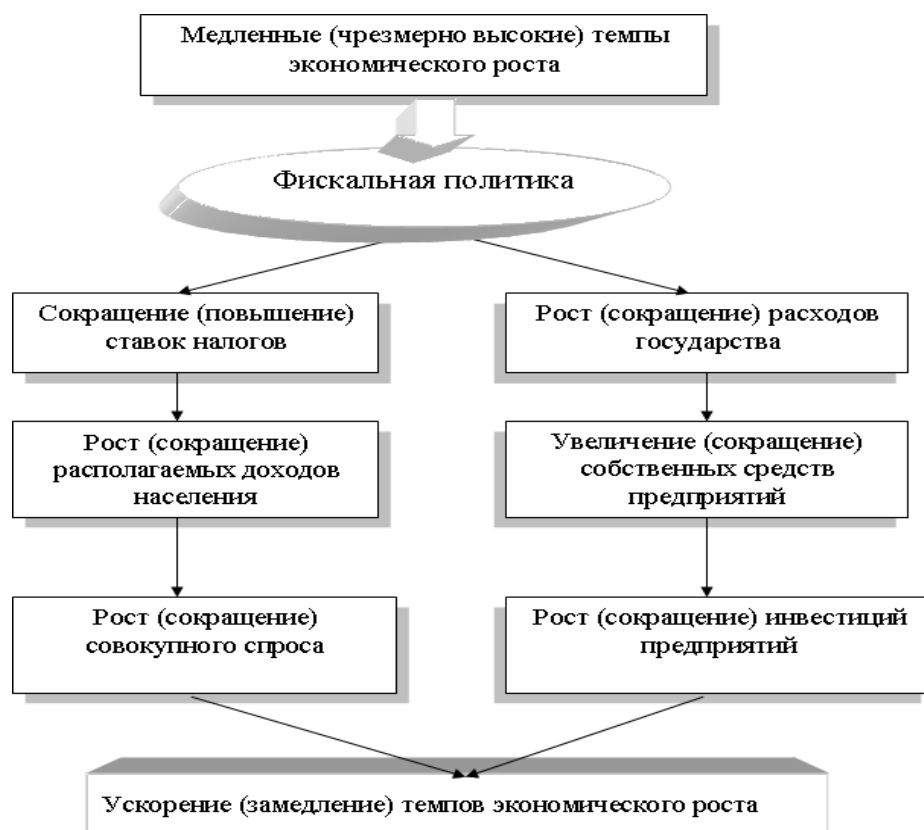 Медленные (чрезмерно высокие) темпы
экономического роста
Фискальная политика
Сокращение (повышение)
ставок налогов
Рост (сокращение) расходов
государства
Рост (сокращение)
располагаемых доходов
населения
Увеличение (сокращение)
собственных средств
предприятий
Рост (сокращение)
совокупного спроса
Рост (сокращение) инвестиций
предприятий
Ускорение (замедление) темпов экономического роста